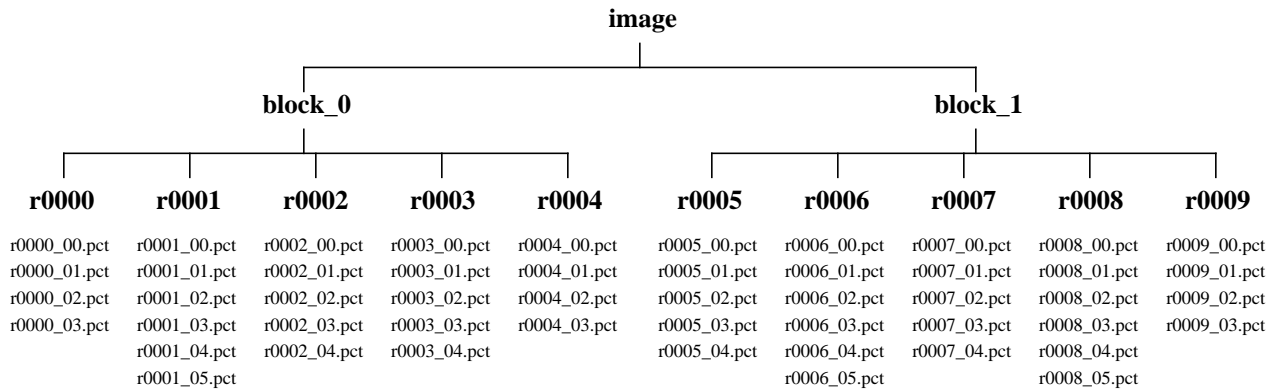 image
block_0 block_1
r0000 r0001 r0002 r0003 r0004 r0005 r0006 r0007 r0008 r0009
r0000_00.pct r0001_00.pct r0002_00.pct r0003_00.pct r0004_00.pct r0005_00.pct r0006_00.pct r0007_00.pct r0008_00.pct r0009_00.pct
r0000_01.pct r0001_01.pct r0002_01.pct r0003_01.pct r0004_01.pct r0005_01.pct r0006_01.pct r0007_01.pct r0008_01.pct r0009_01.pct
r0000_02.pct r0001_02.pct r0002_02.pct r0003_02.pct r0004_02.pct r0005_02.pct r0006_02.pct r0007_02.pct r0008_02.pct r0009_02.pct
r0000_03.pct r0001_03.pct r0002_03.pct r0003_03.pct r0004_03.pct r0005_03.pct r0006_03.pct r0007_03.pct r0008_03.pct r0009_03.pct
r0001_04.pct r0002_04.pct r0003_04.pct r0005_04.pct r0006_04.pct r0007_04.pct r0008_04.pct
r0001_05.pct r0006_05.pct r0008_05.pct